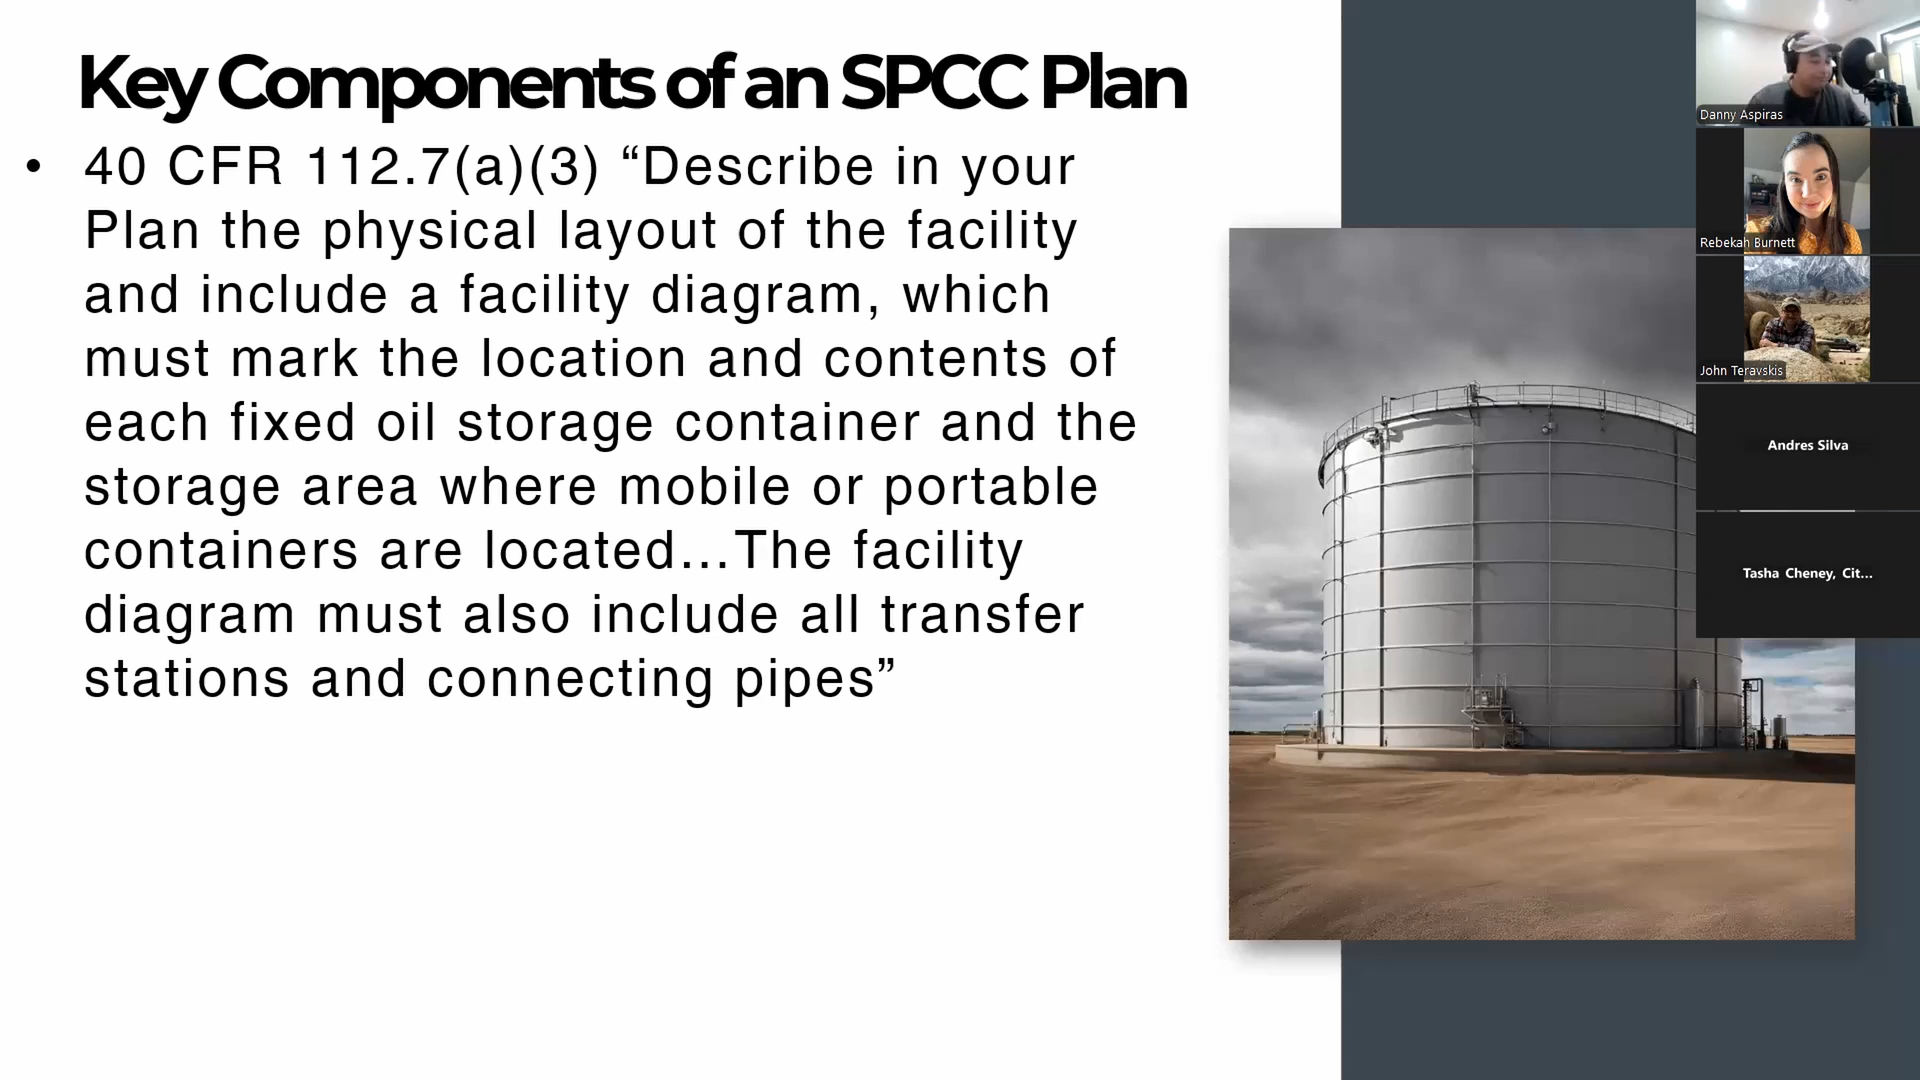 Key Components of an SPCC Plan
• 40 CFR 112.7(a)(3) “Describe in your
Plan the physical layout of the facility
and include a facility diagram, which
must mark the location and contents of
each fixed oil storage container and the
storage area where mobile or portable
containers are located...The facility
diagram must also include all transfer
stations and connecting pipes”
Danny Aspiras
Rebekah Burnett
John Teravskis
Andres Silva
Tasha Cheney, Cit...